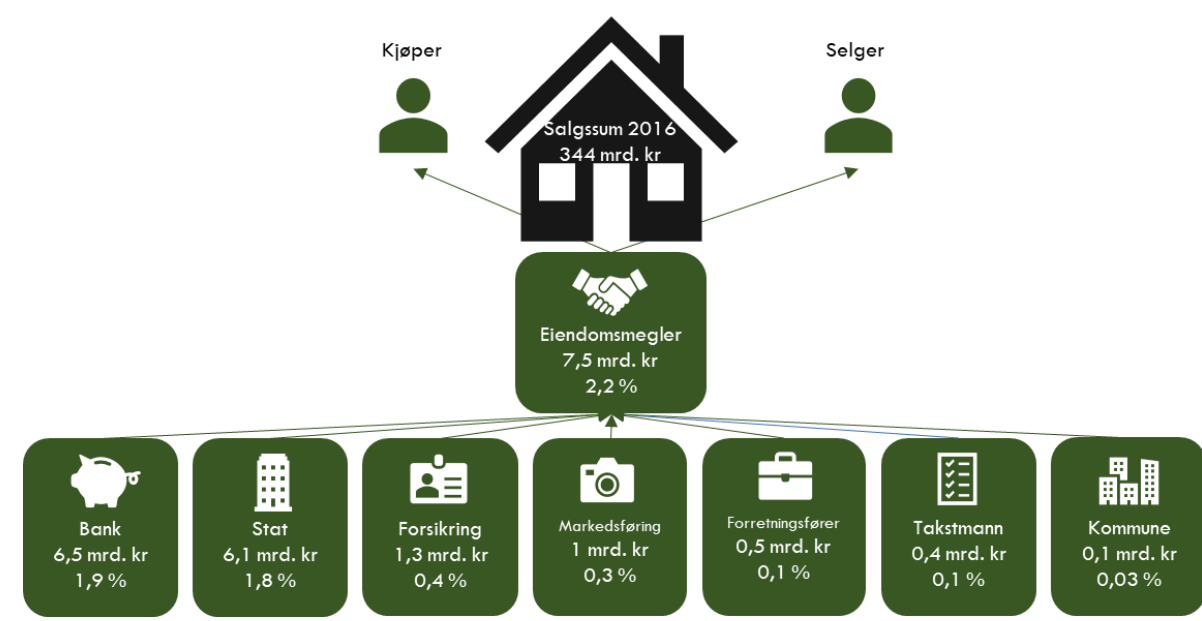 Kjøper
Selger
Salgssum 2016
344 mrd. kr
Eiendomsmegler
7,5 mrd. kr
2,2 %
Bank
6,5 mrd. kr
1,9 %
Stat
6,1 mrd. kr
1,8 %
Forsikring
1,3 mrd. kr
0,4 %
Markedsføring
1 mrd. kr
0,3 %
Forretningsfører
0,5 mrd. kr
0,1 %
Takstmann
0,4 mrd. kr
0,1 %
Kommune
0,1 mrd. kr
0,03 %